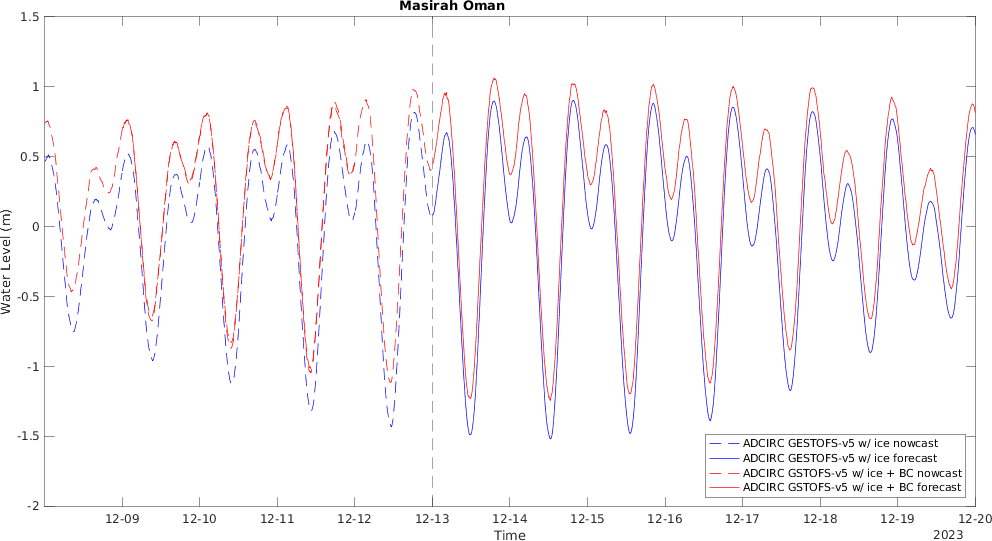 Masirah Oman
1.5
1
0.5
0
-0.5
-1
-1.5
-2
Water Level (m)
12-09 12-10 12-11 12-12 12-13 12-14 12-15 12-16 12-17 12-18 12-19 12-20
Time
2023
ADCIRC GESTOFS-v5 w/ ice nowcast
ADCIRC GESTOFS-v5 w/ ice forecast
ADCIRC GSTOFS-v5 w/ ice + BC nowcast
ADCIRC GSTOFS-v5 w/ ice + BC forecast